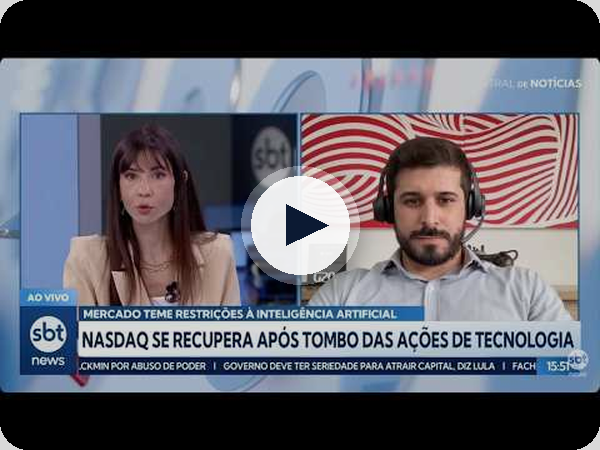 TRAL DE NOTÍCIAS
sbt
G20
AO VIVO
MERCADO TEME RESTRIÇÕES À INTELIGÊNCIA ARTIFICIAL
sbt
news
NASDAQ SE RECUPERA APÓS TOMBO DAS AÇÕES DE TECNOLOGIA
CKMIN POR ABUSO DE PODER | GOVERNO DEVE TER SERIEDADE PARA ATRAIR CAPITAL, DIZ LULA | FACH
15:51
sbt